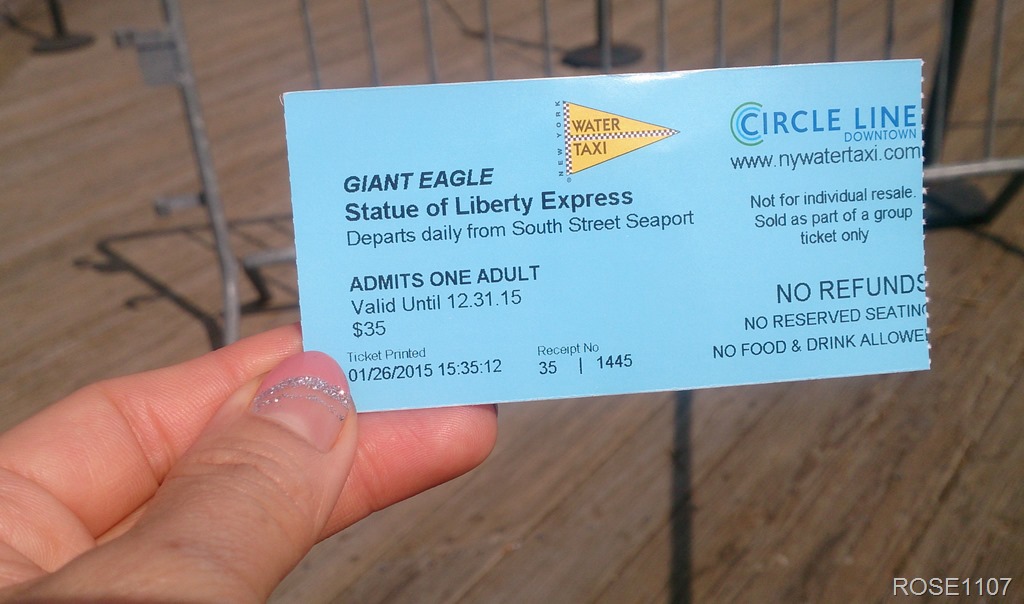 NEW YORK
WATER
TAXI
CIRCLE LINE
DOWNTOWN
www.nywatertaxi.com
GIANT EAGLE
Statue of Liberty Express
Departs daily from South Street Seaport
Not for individual resale.
Sold as part of a group
ticket only
ADMITS ONE ADULT
Valid Until 12.31.15
$35
NO REFUNDS
NO RESERVED SEATING
NO FOOD & DRINK ALLOWE
Ticket Printed
01/26/2015 15:35:12
Receipt No
35 | 1445
ROSE1107